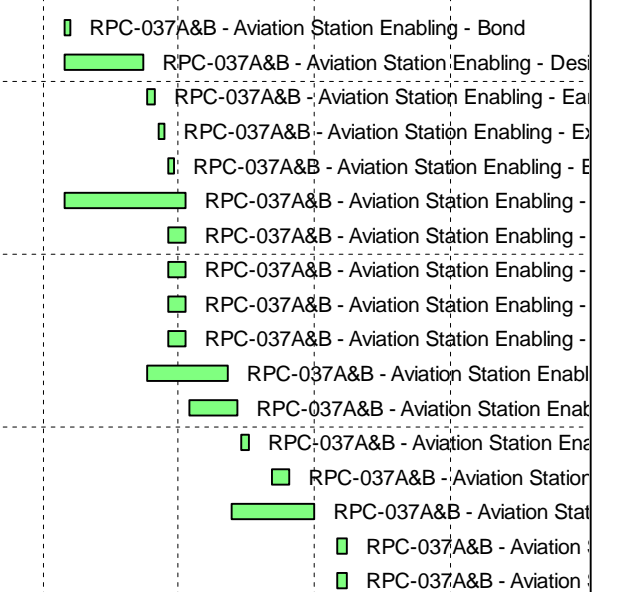 RPC-037A&B - Aviation Station Enabling - Bond
RPC-037A&B - Aviation Station Enabling - Desi
RPC-037A&B - Aviation Station Enabling - Ear
RPC-037A&B - Aviation Station Enabling - Ex
RPC-037A&B - Aviation Station Enabling - E
RPC-037A&B - Aviation Station Enabling -
RPC-037A&B - Aviation Station Enabling -
RPC-037A&B - Aviation Station Enabling -
RPC-037A&B - Aviation Station Enabling -
RPC-037A&B - Aviation Station Enabling -
RPC-037A&B - Aviation Station Enabl
RPC-037A&B - Aviation Station Enab
RPC-037A&B - Aviation Station Ena
RPC-037A&B - Aviation Station
RPC-037A&B - Aviation Stat
RPC-037A&B - Aviation
RPC-037A&B - Aviation